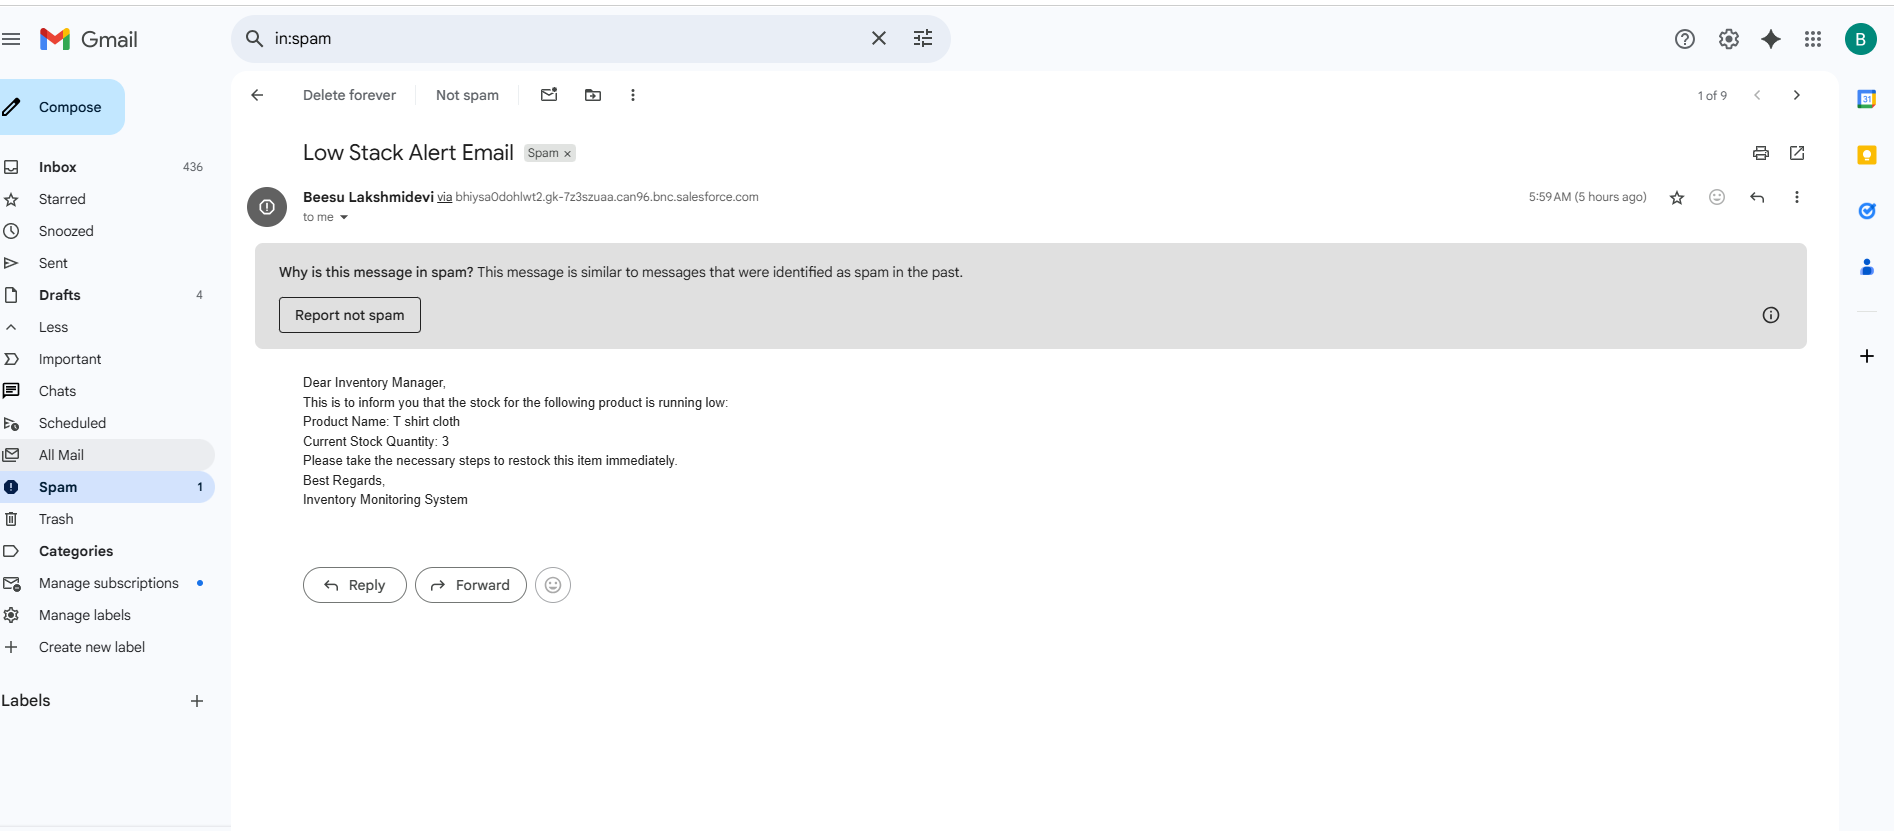 Gmail
in:spam
B
Compose
Inbox 436
Starred
Snoozed
Sent
Drafts 4
Less
Important
Chats
Scheduled
All Mail
Spam 1
Trash
Categories
Manage subscriptions
Manage labels
Create new label
Labels
Delete forever
Not spam
1 of 9
Low Stack Alert Email
Spam ×
Beesu Lakshmidevi via bhiysa0dohlwt2.gk-7z3szuaa.can96.bnc.salesforce.com
5:59 AM (5 hours ago)
to me
Why is this message in spam? This message is similar to messages that were identified as spam in the past.
Report not spam
Dear Inventory Manager,
This is to inform you that the stock for the following product is running low:
Product Name: T shirt cloth
Current Stock Quantity: 3
Please take the necessary steps to restock this item immediately.
Best Regards,
Inventory Monitoring System
Reply
Forward
31